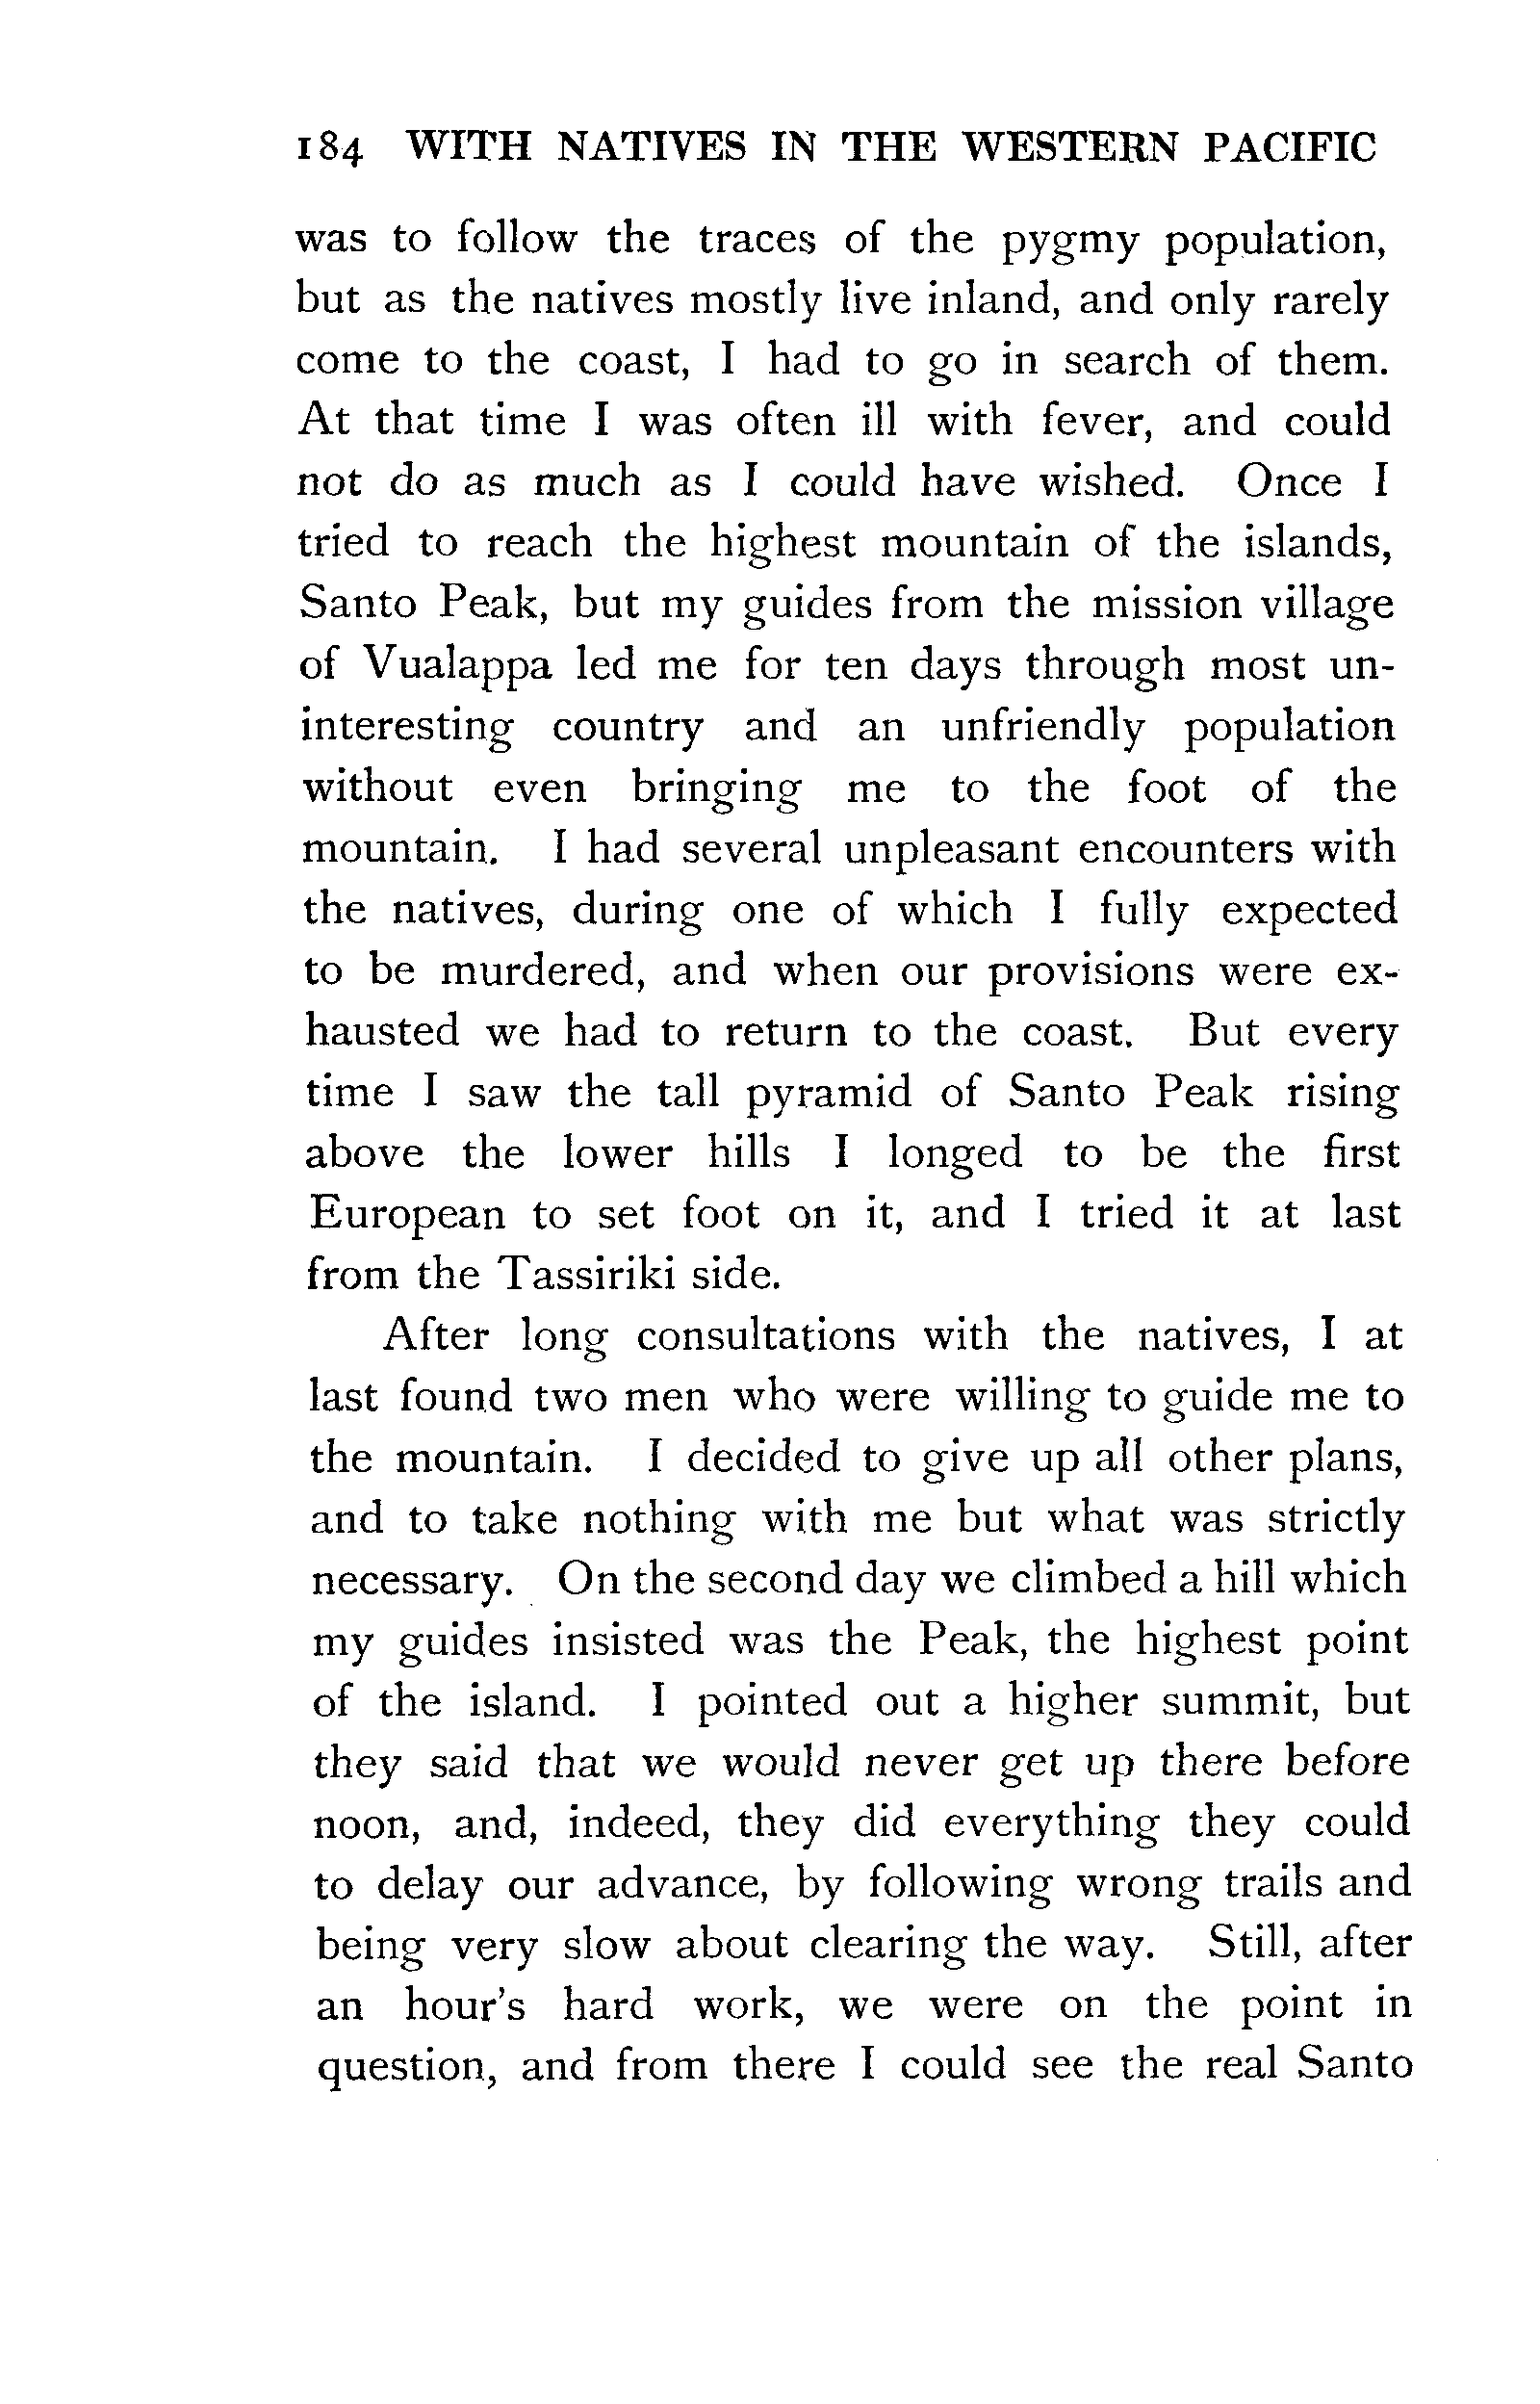 184 WITH NATIVES IN THE WESTERN PACIFIC
was to follow the traces of the pygmy population,
but as the natives mostly live inland, and only rarely
come to the coast, I had to go in search of them.
At that time I was often ill with fever, and could
not do as much as I could have wished. Once I
tried to reach the highest mountain of the islands,
Santo Peak, but my guides from the mission village
of Vualappa led me for ten days through most un-
interesting country and an unfriendly population
without even bringing me to the foot of the
mountain. I had several unpleasant encounters with
the natives, during one of which I fully expected
to be murdered, and when our provisions were ex-
hausted we had to return to the coast. But every
time I saw the tall pyramid of Santo Peak rising
above the lower hills I longed to be the first
European to set foot on it, and I tried it at last
from the Tassiriki side.
After long consultations with the natives, I at
last found two men who were willing to guide me to
the mountain. I decided to give up all other plans,
and to take nothing with me but what was strictly
necessary. On the second day we climbed a hill which
my guides insisted was the Peak, the highest point
of the island. I pointed out a higher summit, but
they said that we would never get up there before
noon, and, indeed, they did everything they could
to delay our advance, by following wrong trails and
being very slow about clearing the way. Still, after
an hour's hard work, we were on the point in
question, and from there I could see the real Santo